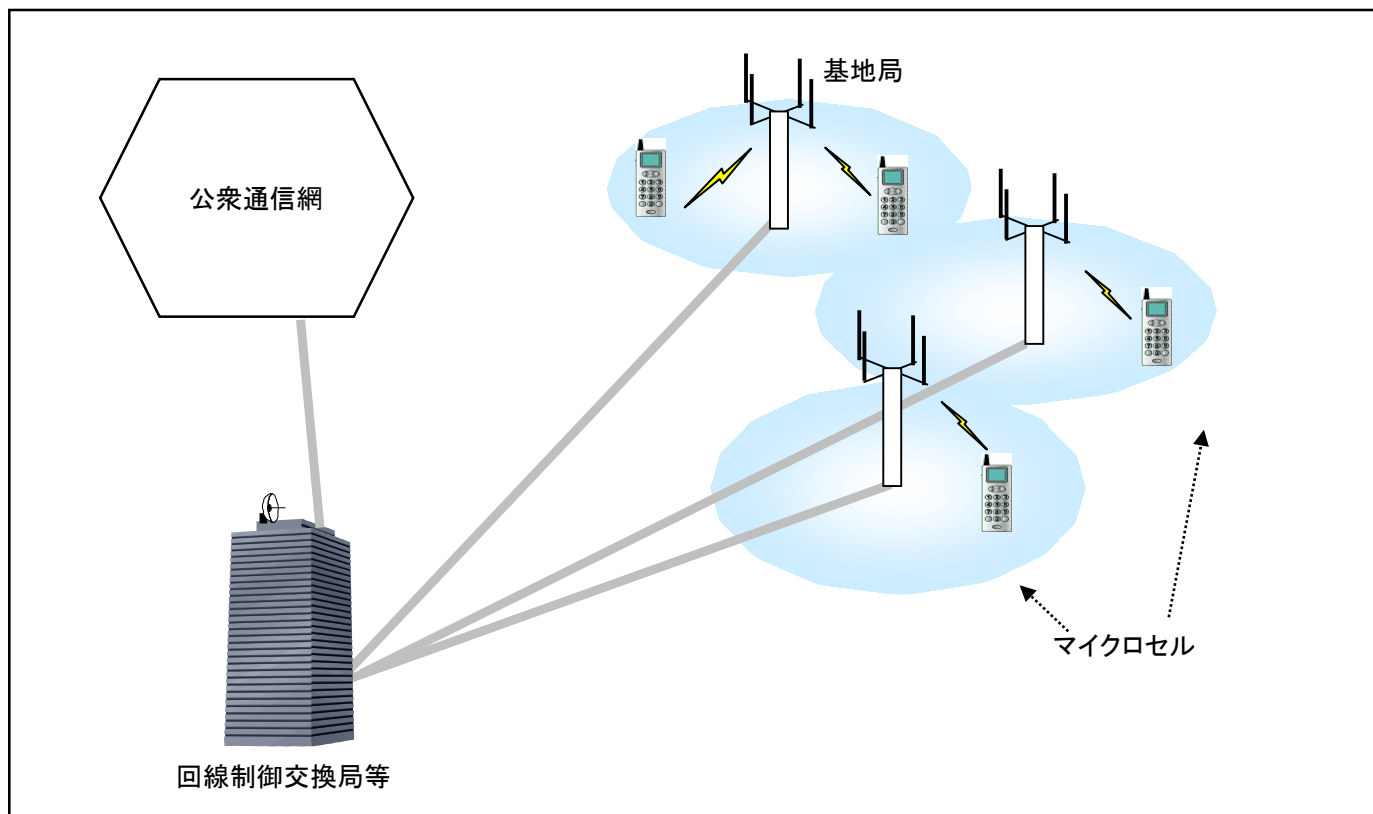 基地局
公衆通信網
マイクロセル
回線制御交換局等